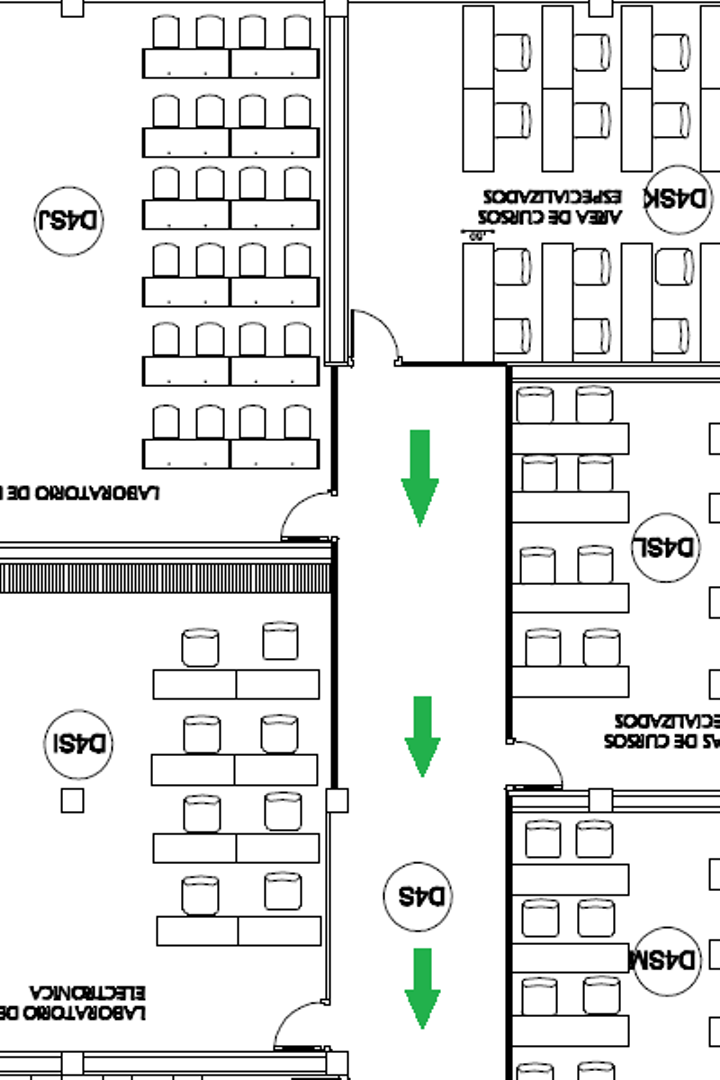 D4SK
AREA DE CURSOS
ESPECIALIZADOS
D4SJ
LABORATORIO DE
D4SL
AS DE CURSOS
ECIALIZADOS
D4SI
D4S
D4SM
LABORATORIO DE
ELECTRONICA